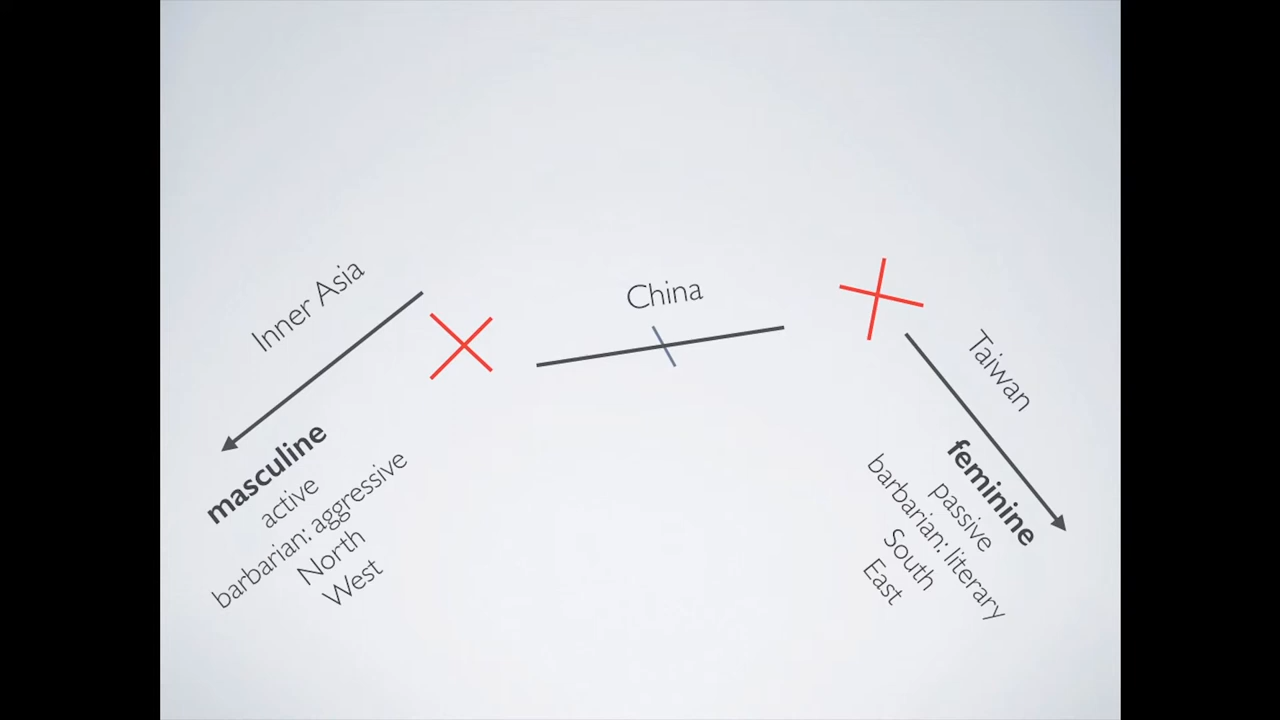 Inner Asia
masculine
active
barbarian: aggressive
North
West
China
Taiwan
feminine
passive
barbarian: literary
South
East